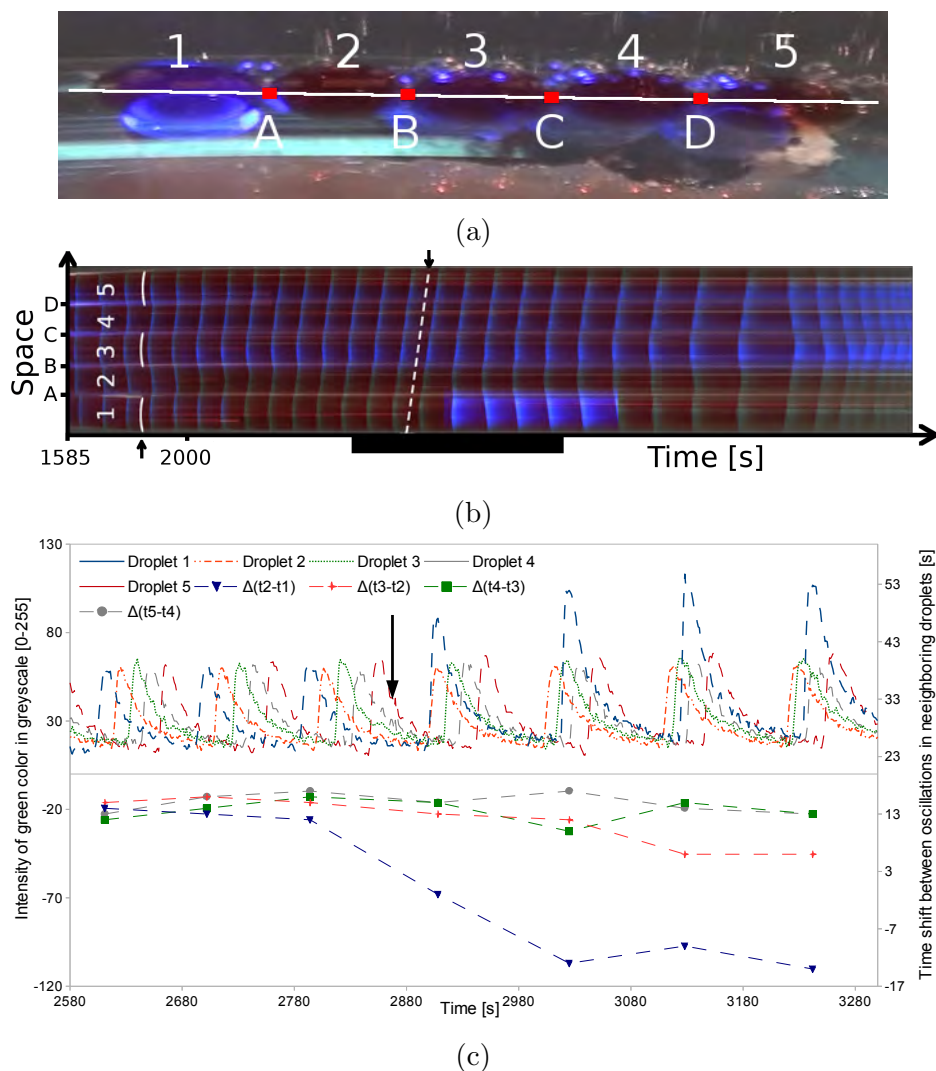 1 2 3 4 5
A B C D
(a)
Space
D
C
B
A
5
4
3
2
1
1585 2000 Time [s]
(b)
Intensity of green color in greyscale [0-255]
130
80
30
-20
-70
-120
Droplet 1 Droplet 2 Droplet 3 Droplet 4
Droplet 5 Δ(t2-t1) Δ(t3-t2) Δ(t4-t3)
Δ(t5-t4)
53
43
33
23
13
3
-7
-17
Time shift between oscillations in neeighboring droplets [s]
2580 2680 2780 2880 2980 3080 3180 3280
Time [s]
(c)